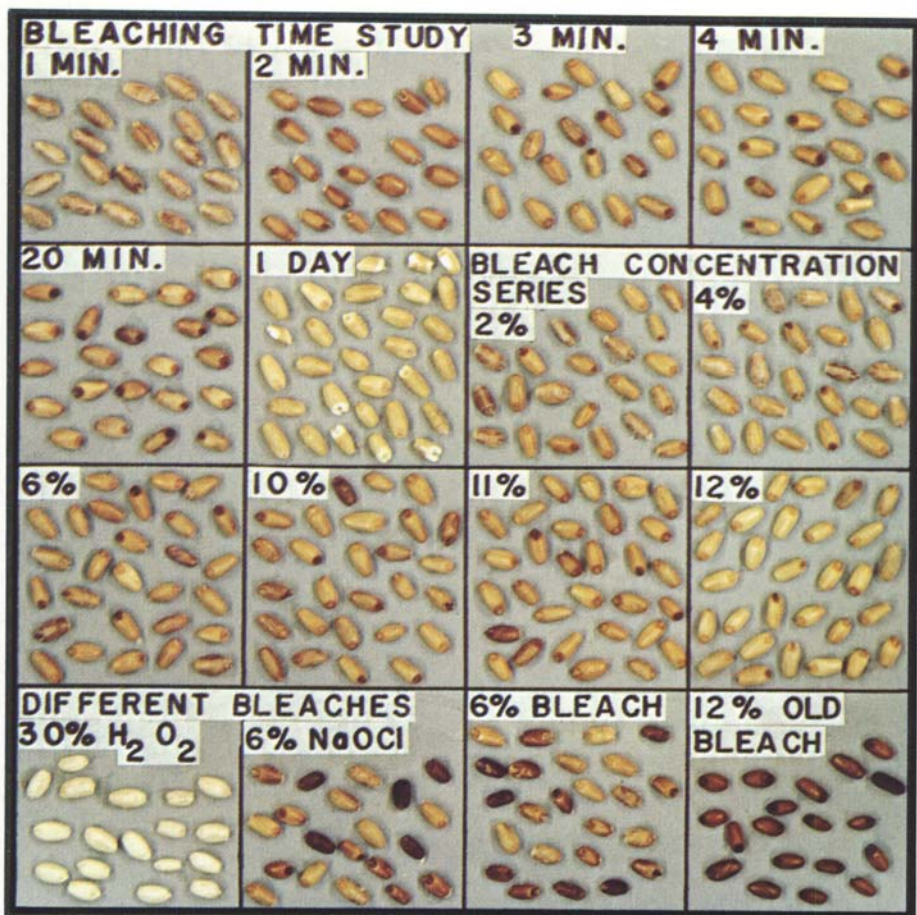 BLEACHING TIME STUDY
1 MIN.
2 MIN.
3 MIN.
4 MIN.
20 MIN.
1 DAY
BLEACH CONCENTRATION
SERIES
2%
4%
6%
10%
11%
12%
DIFFERENT BLEACHES
30% H2O2
6% NaOCl
6% BLEACH
12% OLD
BLEACH